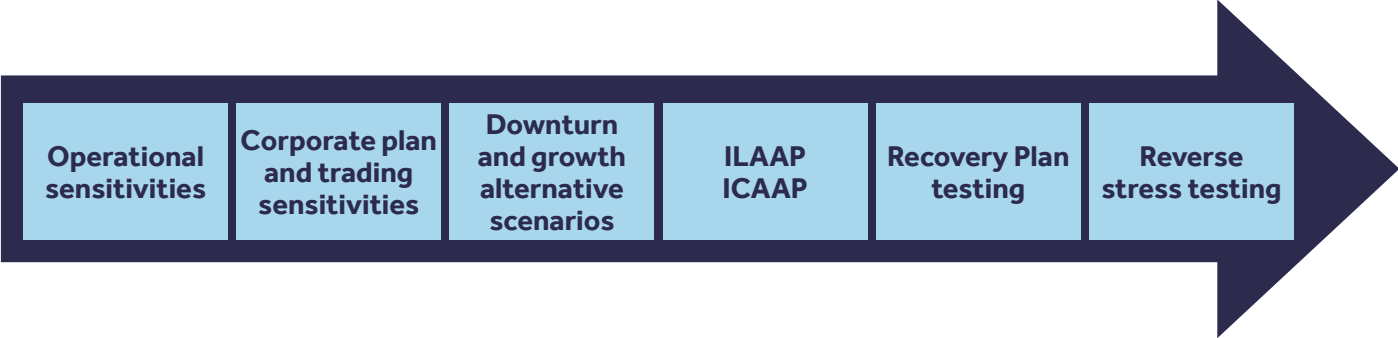 Operational
sensitivities
Corporate plan
and trading
sensitivities
Downturn
and growth
alternative
scenarios
ILAAP
ICAAP
Recovery Plan
testing
Reverse
stress testing